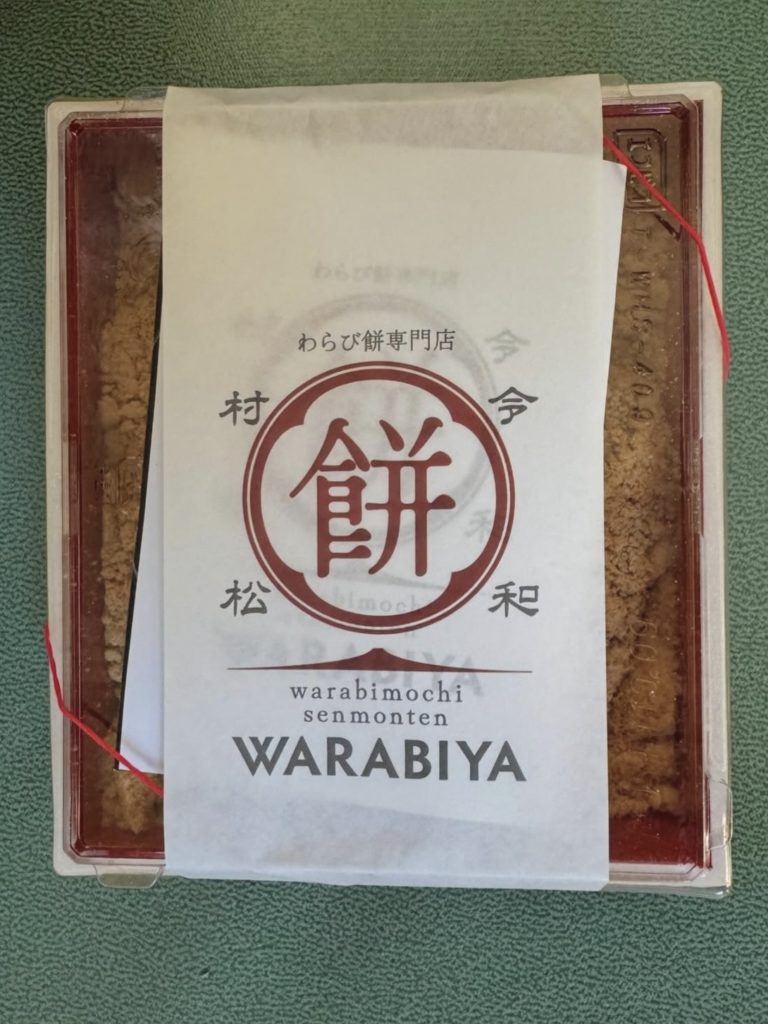 わらび餅専門店
村 令
餅
松 和
warabimochi
senmonten
WARABIYA